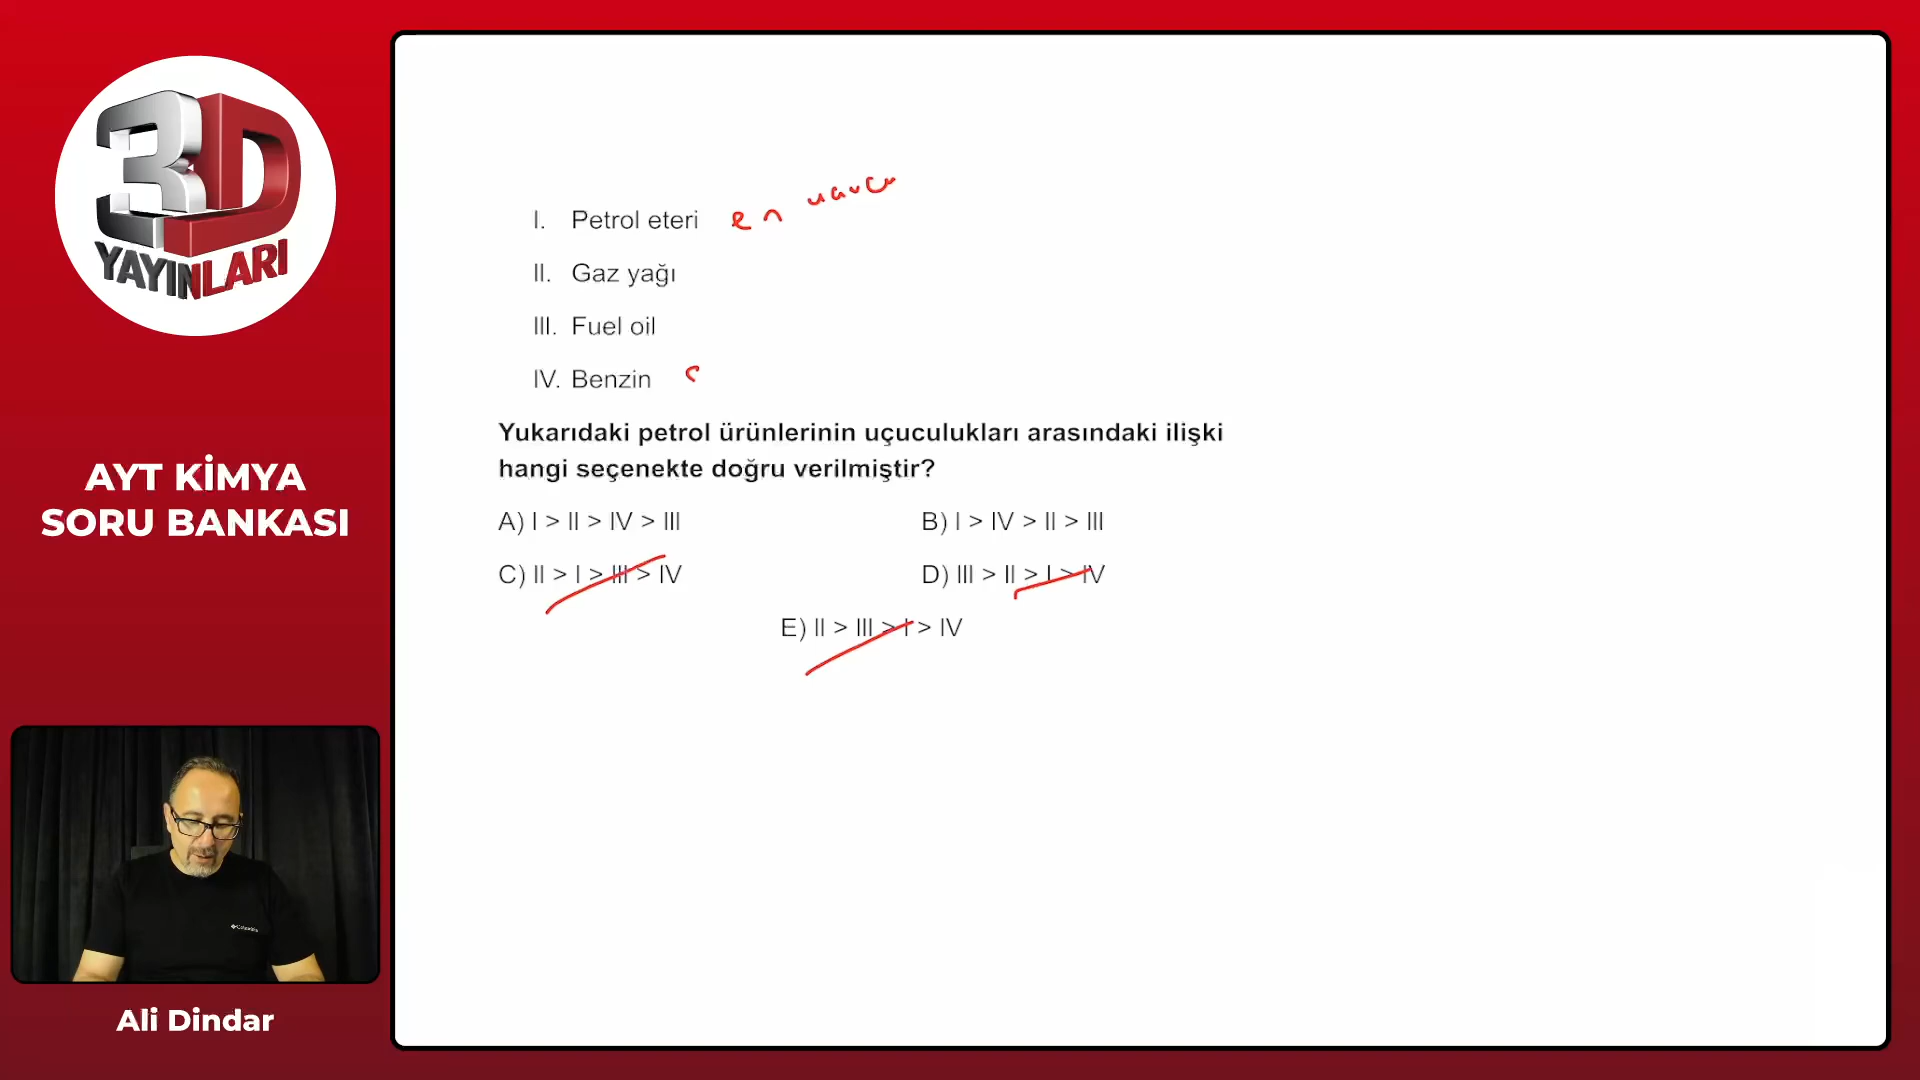 3D
YAYINLARI
AYT KİMYA
SORU BANKASI
Ali Dindar
I. Petrol eteri en
II. Gaz yağı
III. Fuel oil
IV. Benzin
Yukarıdaki petrol ürünlerinin uçuculukları arasındaki ilişki
hangi seçenekte doğru verilmiştir?
A) I > II > IV > III
B) I > IV > II > III
C) II > I > III > IV
D) III > II > I > IV
E) II > III > I > IV